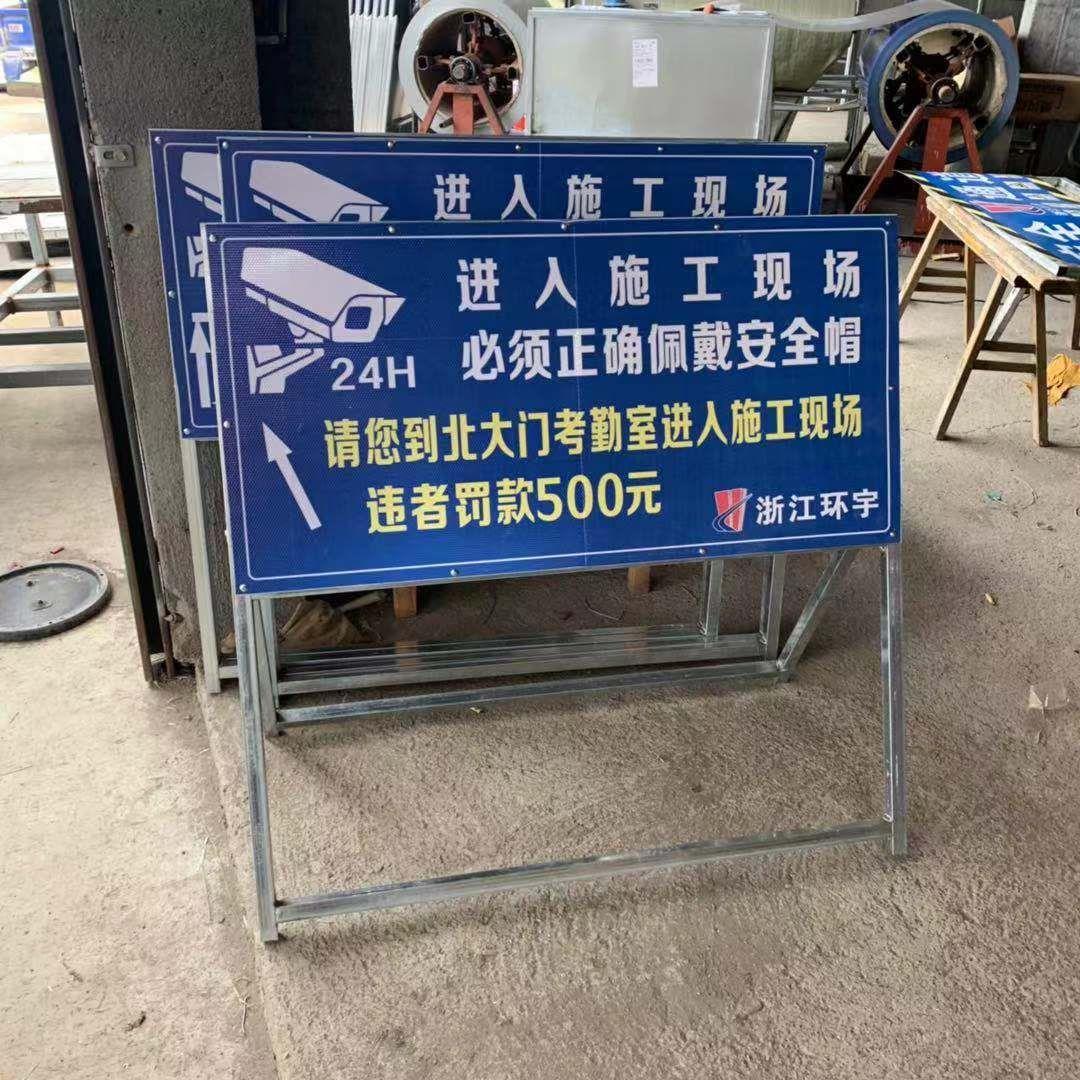 进入施工现场
进入施工现场
必须正确佩戴安全帽
24H
请您到北大门考勤室进入施工现场
违者罚款500元
浙江环宇